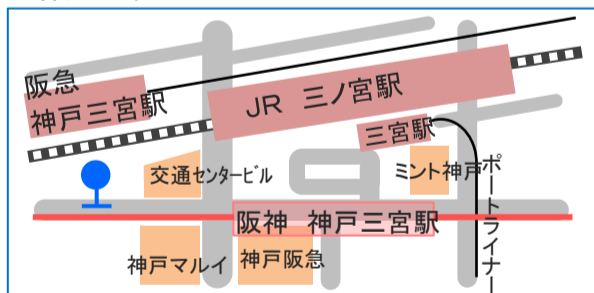 阪急
神戸三宮駅
JR 三ノ宮駅
三宮駅
交通センタービル
ミント神戸
ポートライナー
阪神 神戸三宮駅
神戸マルイ
神戸阪急